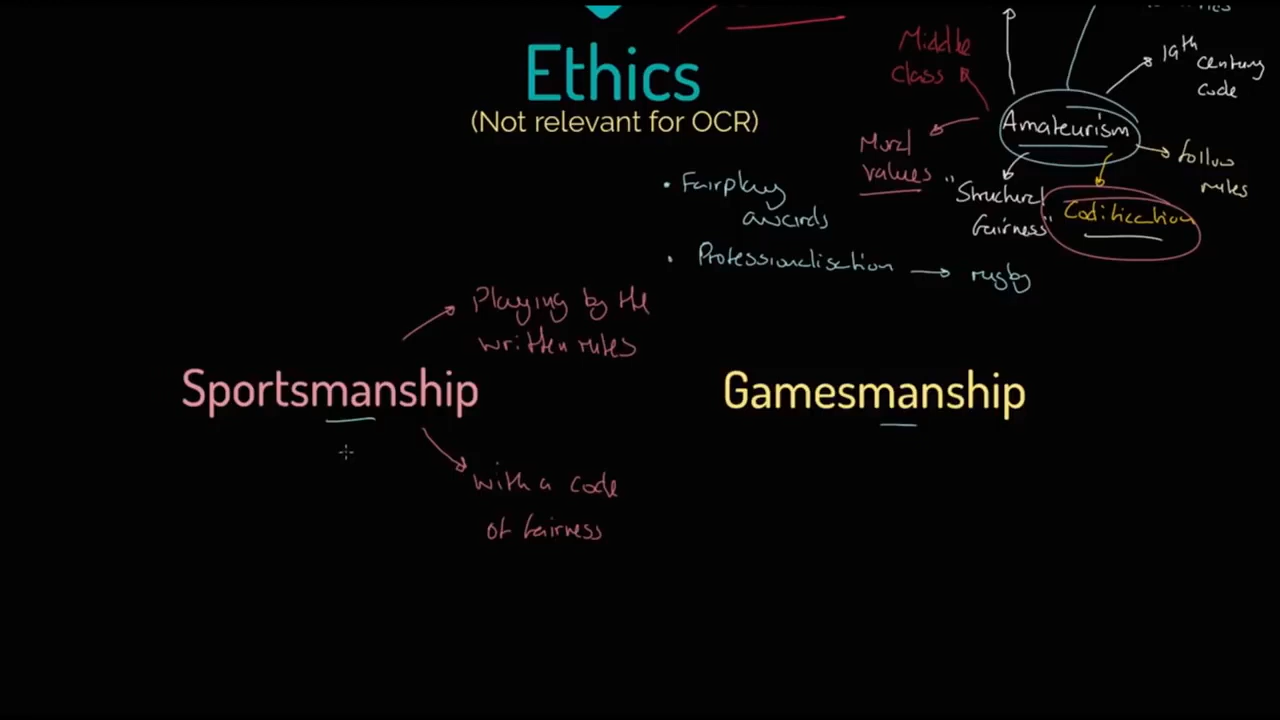 Ethics
(Not relevant for OCR)
Middle
class
19th
century
code
Amateurism
Moral
values
follow
rules
"Structural
fairness"
Codification
• Fairplay
awards
• Professionalisation → rugby
Playing by the
written rules
Sportsmanship
Gamesmanship
with a code
of fairness